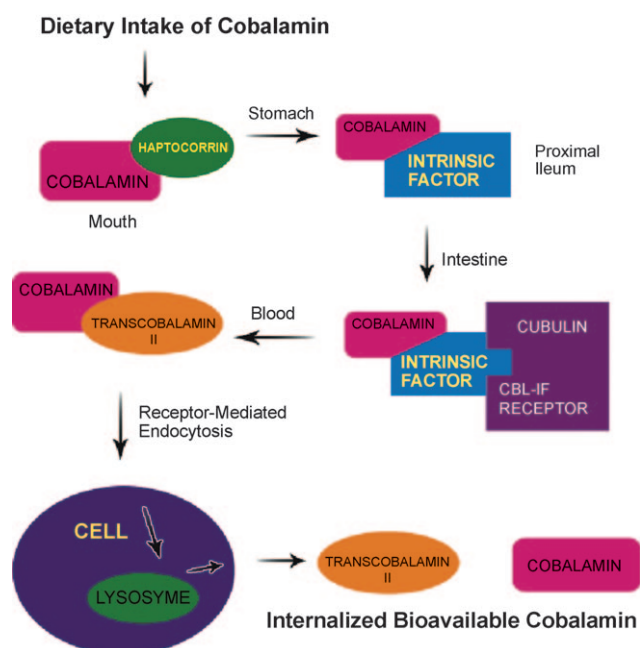 Dietary Intake of Cobalamin
HAPTOCORRIN
COBALAMIN
Mouth
Stomach
COBALAMIN
INTRINSIC
FACTOR
Proximal
Ileum
Intestine
COBALAMIN
TRANSCOBALAMIN
II
Blood
COBALAMIN
INTRINSIC
FACTOR
CUBULIN
CBL-IF
RECEPTOR
Receptor-Mediated
Endocytosis
CELL
LYSOSYME
TRANSCOBALAMIN
II
COBALAMIN
Internalized Bioavailable Cobalamin